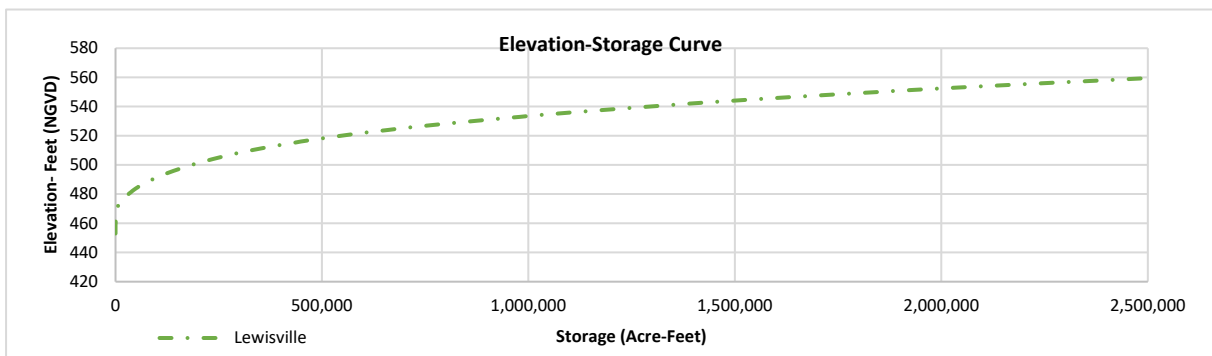 Elevation-Storage Curve
Elevation- Feet (NGVD)
580
560
540
520
500
480
460
440
420
0 500,000 1,000,000 1,500,000 2,000,000 2,500,000
Storage (Acre-Feet)
Lewisville